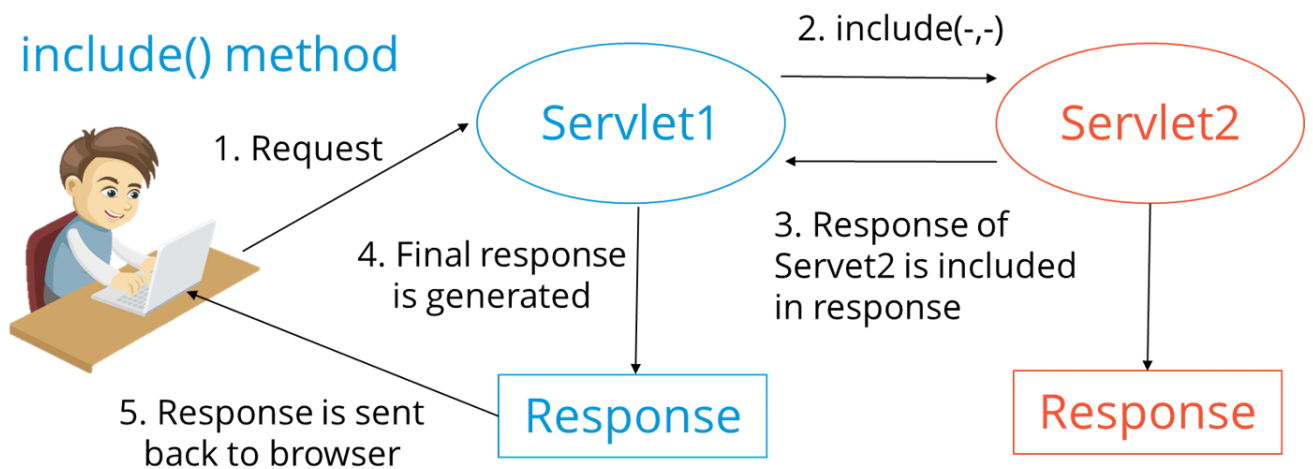 include() method
1. Request
Servlet1
2. include(-,-)
Servlet2
3. Response of
Servet2 is included
in response
4. Final response
is generated
Response
Response
5. Response is sent
back to browser